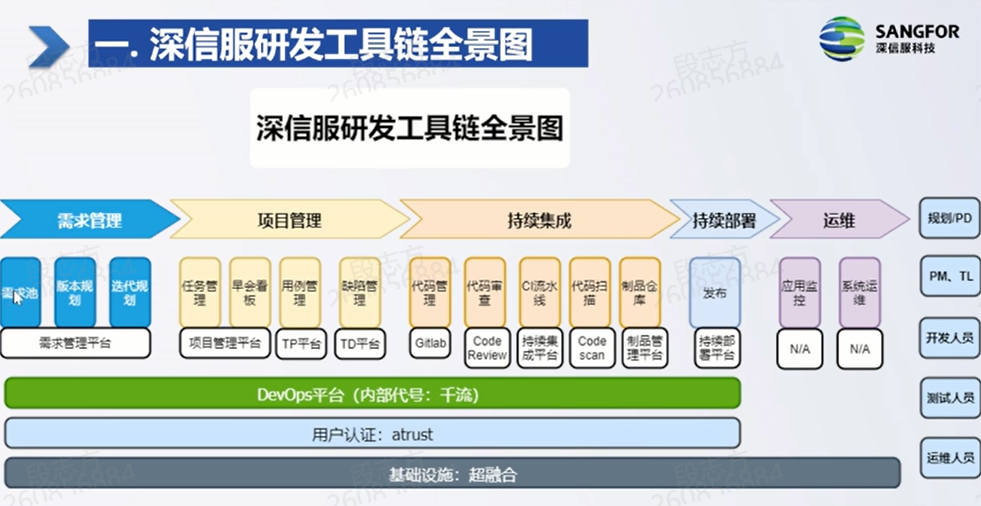 一. 深信服研发工具链全景图
SANGFOR
深信服科技
深信服研发工具链全景图
需求管理
项目管理
持续集成
持续部署
运维
规划/PD
需求池
版本规
划
迭代规
划
任务管
理
早会看
板
用例管
理
缺陷管
理
代码管
理
代码审
查
CI流水
线
代码扫
描
制品仓
库
发布
应用监
控
系统运
维
PM、TL
需求管理平台
项目管理平台
TP平台
TD平台
Gitlab
Code
Review
持续集
成平台
Code
scan
制品管
理平台
持续部
署平台
N/A
N/A
开发人员
DevOps平台（内部代号：千流）
测试人员
用户认证：atrust
运维人员
基础设施：超融合
段志方
260856884